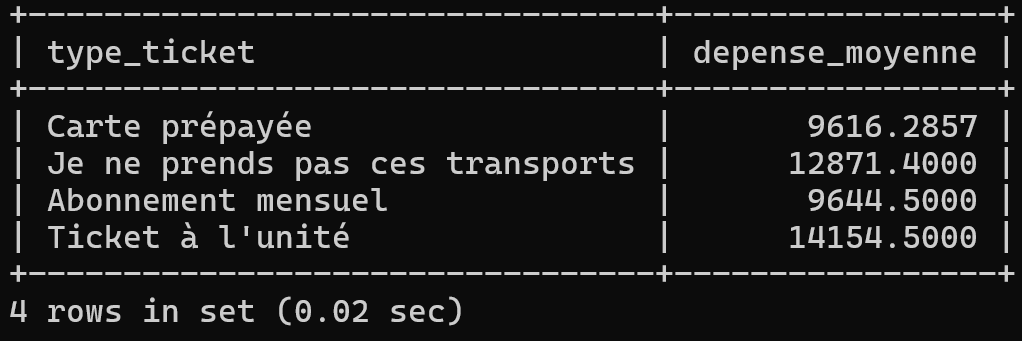 +---------------------------------+-----------------+
| type_ticket                     | depense_moyenne |
+---------------------------------+-----------------+
| Carte prépayée                  |       9616.2857 |
| Je ne prends pas ces transports |      12871.4000 |
| Abonnement mensuel              |       9644.5000 |
| Ticket à l'unité                |      14154.5000 |
+---------------------------------+-----------------+
4 rows in set (0.02 sec)